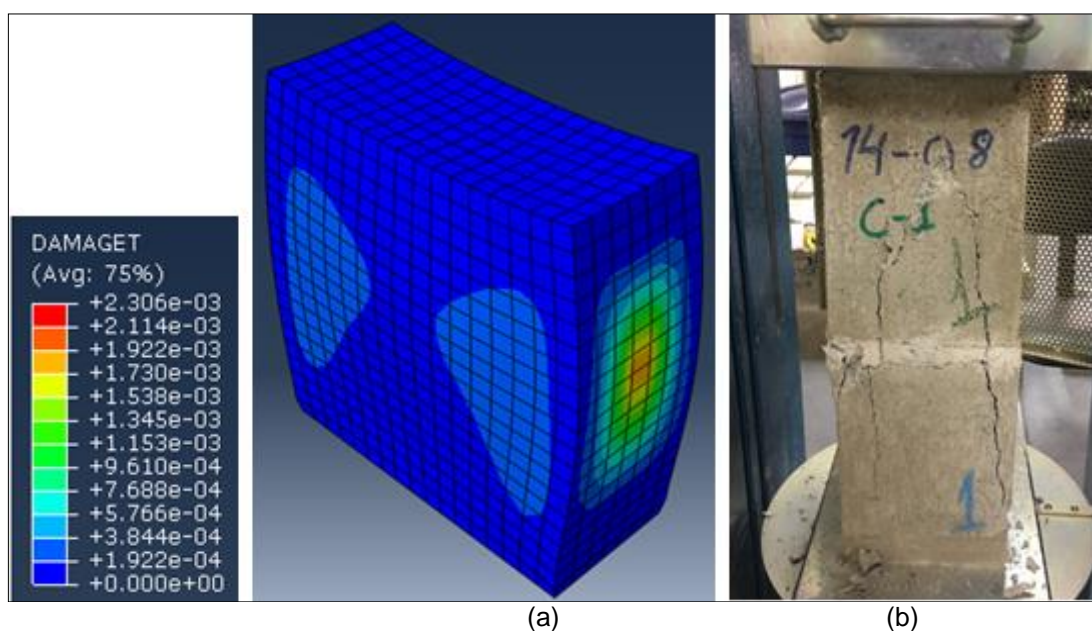 DAMAGET
(Avg: 75%)
+2.306e-03
+2.114e-03
+1.922e-03
+1.730e-03
+1.538e-03
+1.345e-03
+1.153e-03
+9.610e-04
+7.688e-04
+5.766e-04
+3.844e-04
+1.922e-04
+0.000e+00
14-08
C-1
1
1
(a)
(b)